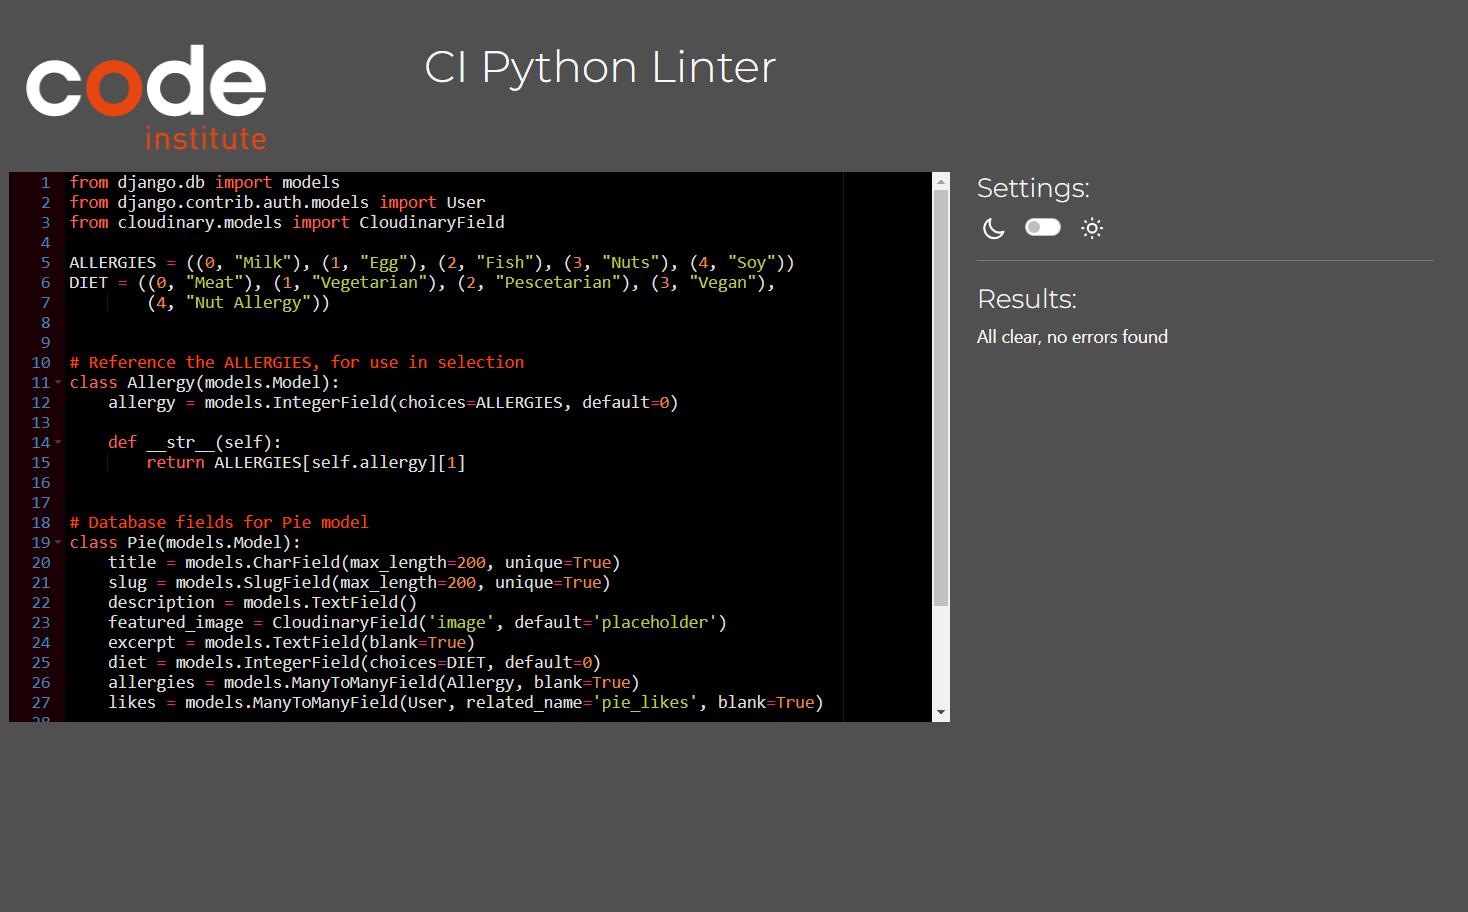 code
institute
CI Python Linter
1 from django.db import models
2 from django.contrib.auth.models import User
3 from cloudinary.models import CloudinaryField
4
5 ALLERGIES = ((0, "Milk"), (1, "Egg"), (2, "Fish"), (3, "Nuts"), (4, "Soy"))
6 DIET = ((0, "Meat"), (1, "Vegetarian"), (2, "Pescetarian"), (3, "Vegan"),
7         (4, "Nut Allergy"))
8
9
10 # Reference the ALLERGIES, for use in selection
11 class Allergy(models.Model):
12     allergy = models.IntegerField(choices=ALLERGIES, default=0)
13
14     def __str__(self):
15         return ALLERGIES[self.allergy][1]
16
17
18 # Database fields for Pie model
19 class Pie(models.Model):
20     title = models.CharField(max_length=200, unique=True)
21     slug = models.SlugField(max_length=200, unique=True)
22     description = models.TextField()
23     featured_image = CloudinaryField('image', default='placeholder')
24     excerpt = models.TextField(blank=True)
25     diet = models.IntegerField(choices=DIET, default=0)
26     allergies = models.ManyToManyField(Allergy, blank=True)
27     likes = models.ManyToManyField(User, related_name='pie_likes', blank=True)
28
Settings:
Results:
All clear, no errors found